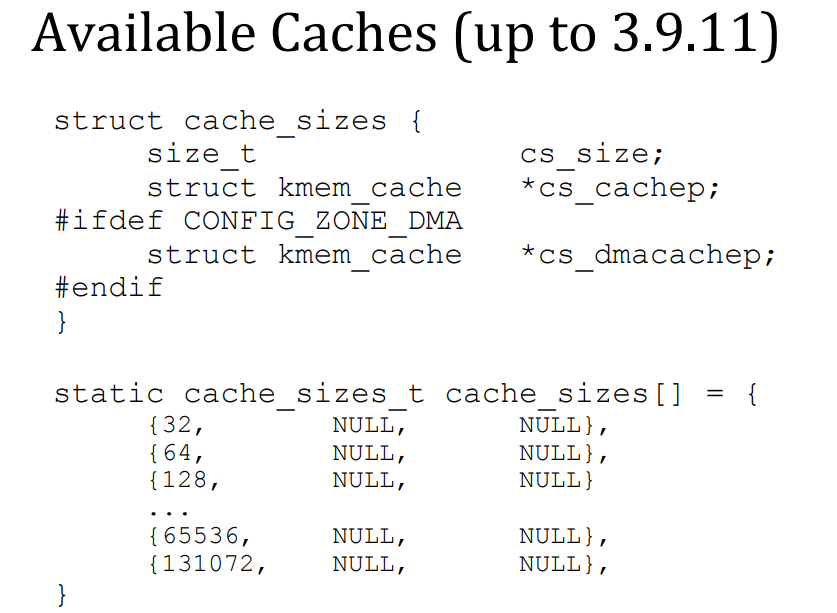 Available Caches (up to 3.9.11)
struct cache_sizes {
size_t cs_size;
struct kmem_cache *cs_cachep;
#ifdef CONFIG_ZONE_DMA
struct kmem_cache *cs_dmacachep;
#endif
}
static cache_sizes_t cache_sizes[] = {
{32, NULL, NULL},
{64, NULL, NULL},
{128, NULL, NULL}
...
{65536, NULL, NULL},
{131072, NULL, NULL},
}